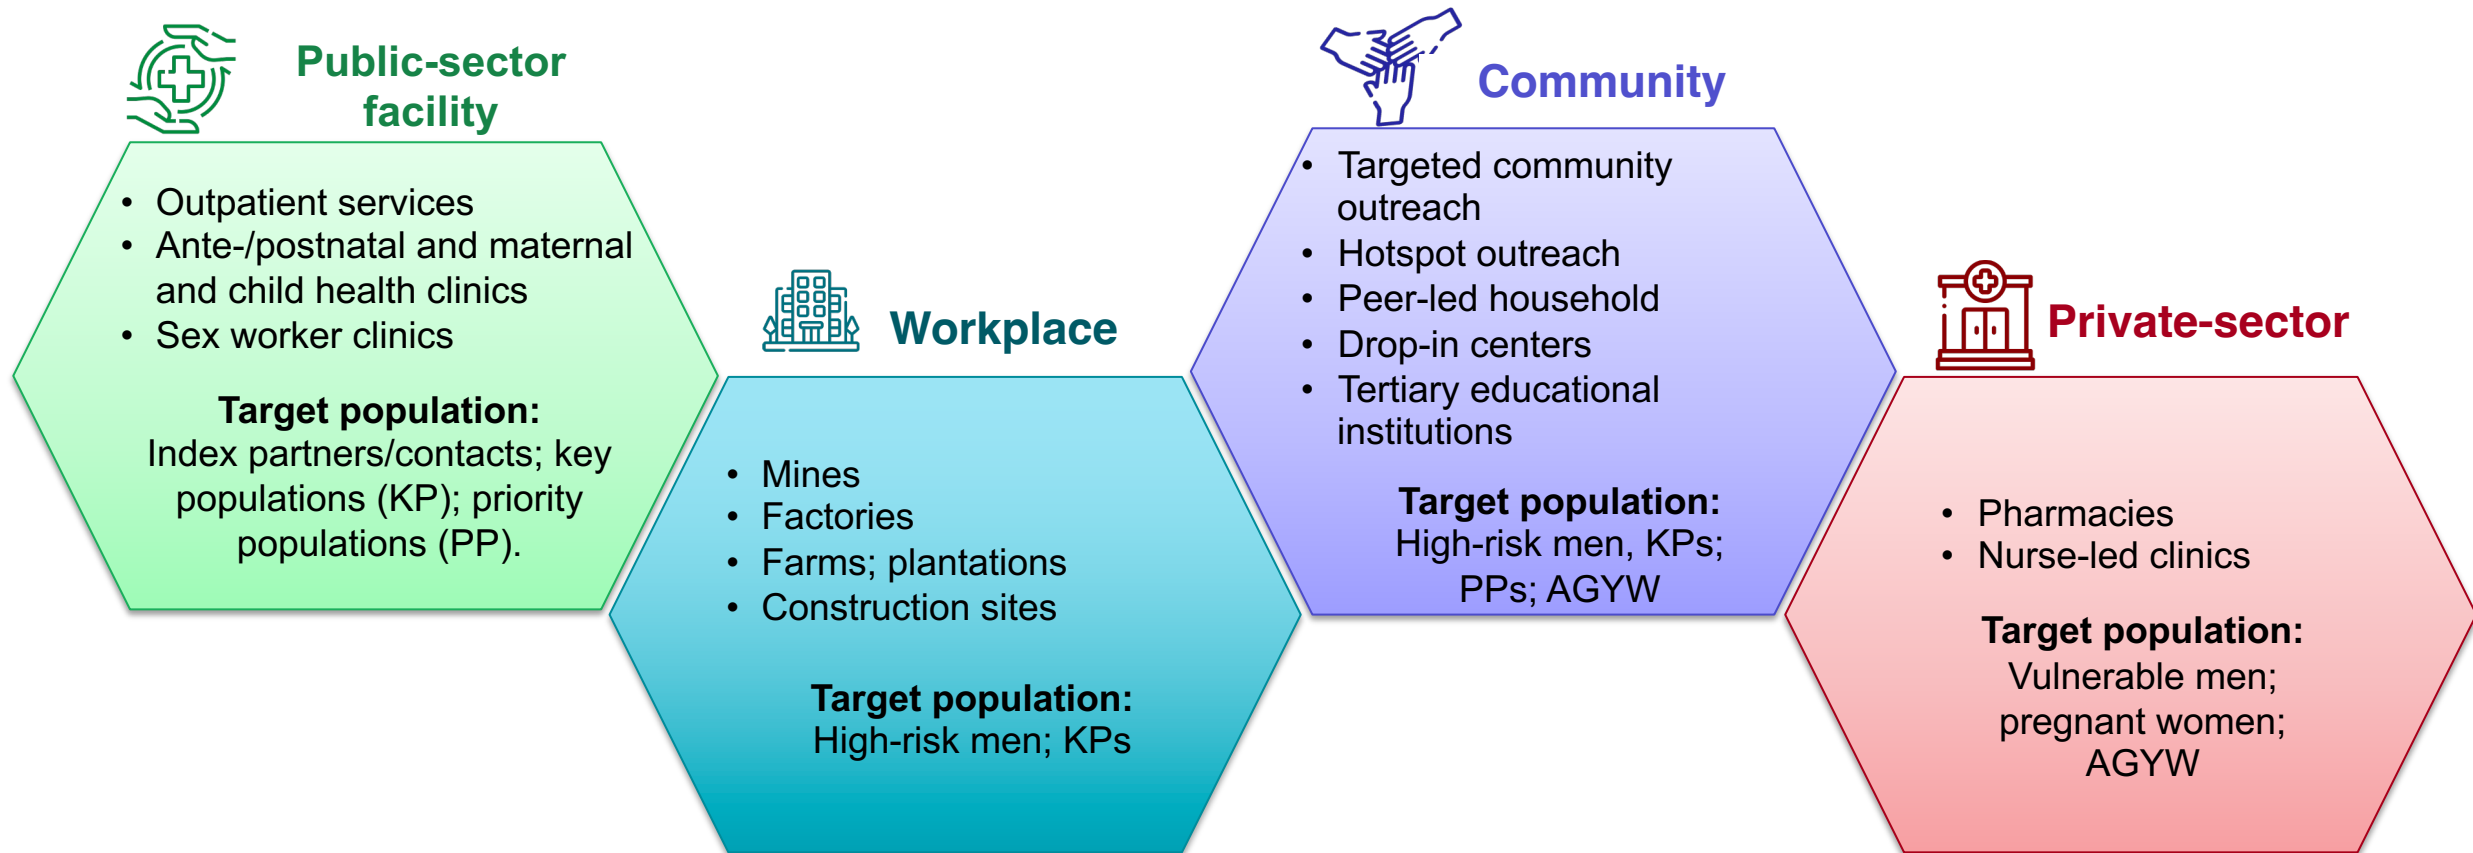 Public-sector
facility
• Outpatient services
• Ante-/postnatal and maternal
and child health clinics
• Sex worker clinics
Target population:
Index partners/contacts; key
populations (KP); priority
populations (PP).
Workplace
• Mines
• Factories
• Farms; plantations
• Construction sites
Target population:
High-risk men; KPs
Community
• Targeted community
outreach
• Hotspot outreach
• Peer-led household
• Drop-in centers
• Tertiary educational
institutions
Target population:
High-risk men, KPs;
PPs; AGYW
Private-sector
• Pharmacies
• Nurse-led clinics
Target population:
Vulnerable men;
pregnant women;
AGYW